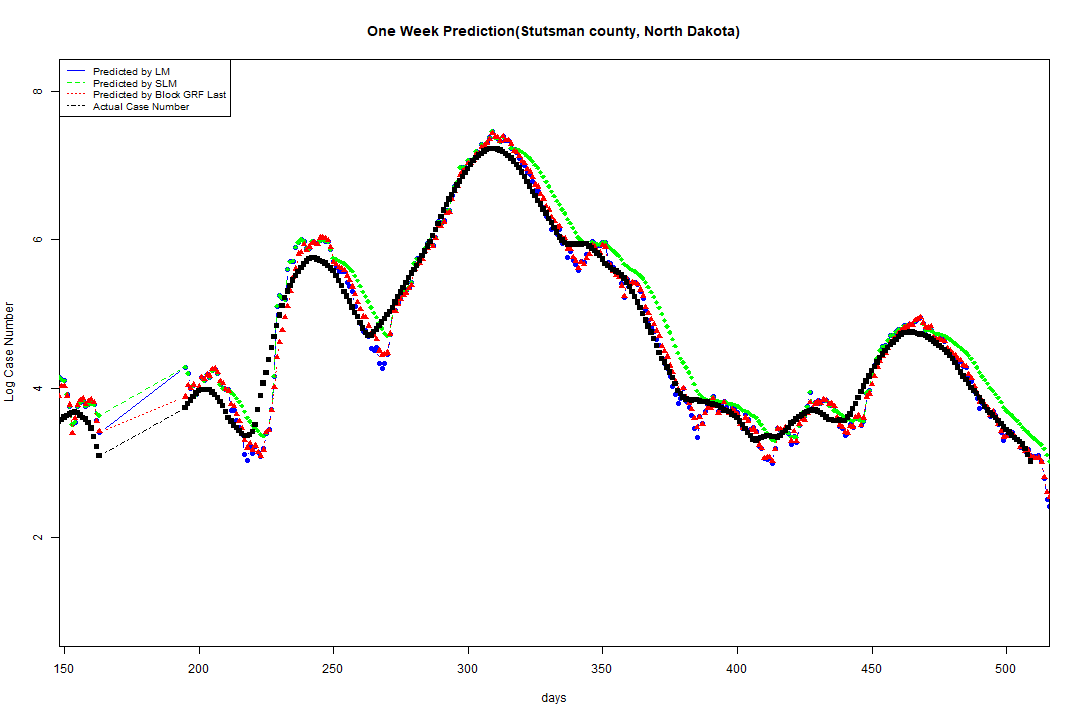 One Week Prediction(Stutsman county, North Dakota)
Predicted by LM
Predicted by SLM
Predicted by Block GRF Last
Actual Case Number
8
6
4
2
Log Case Number
150 200 250 300 350 400 450 500
days